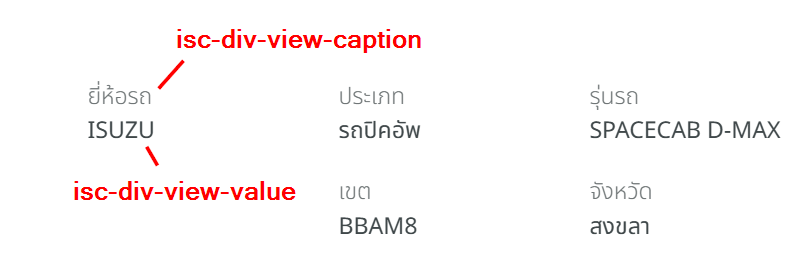 isc-div-view-caption
ยี่ห้อรถ ประเภท รุ่นรถ
ISUZU รถปิคอัพ SPACECAB D-MAX
isc-div-view-value เขต จังหวัด
BBAM8 สงขลา